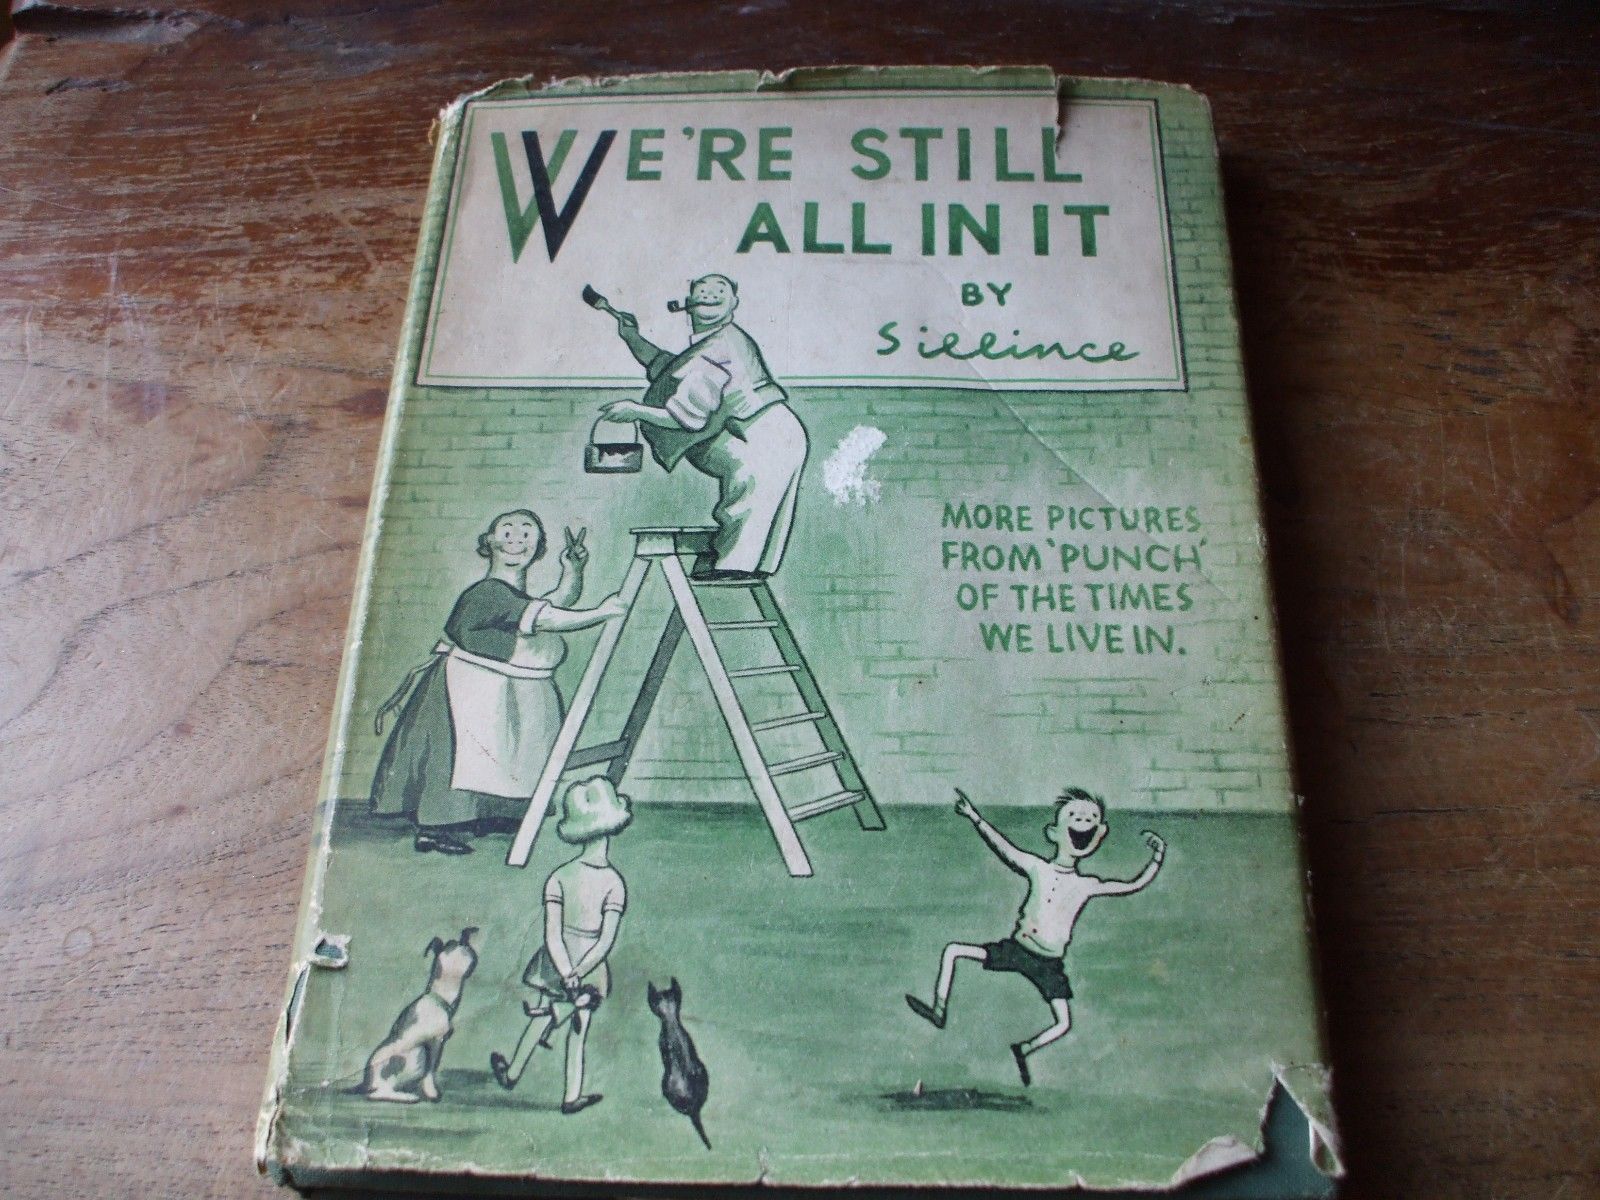 WE'RE STILL
ALL IN IT
BY
Sillince
MORE PICTURES
FROM 'PUNCH'
OF THE TIMES
WE LIVE IN.